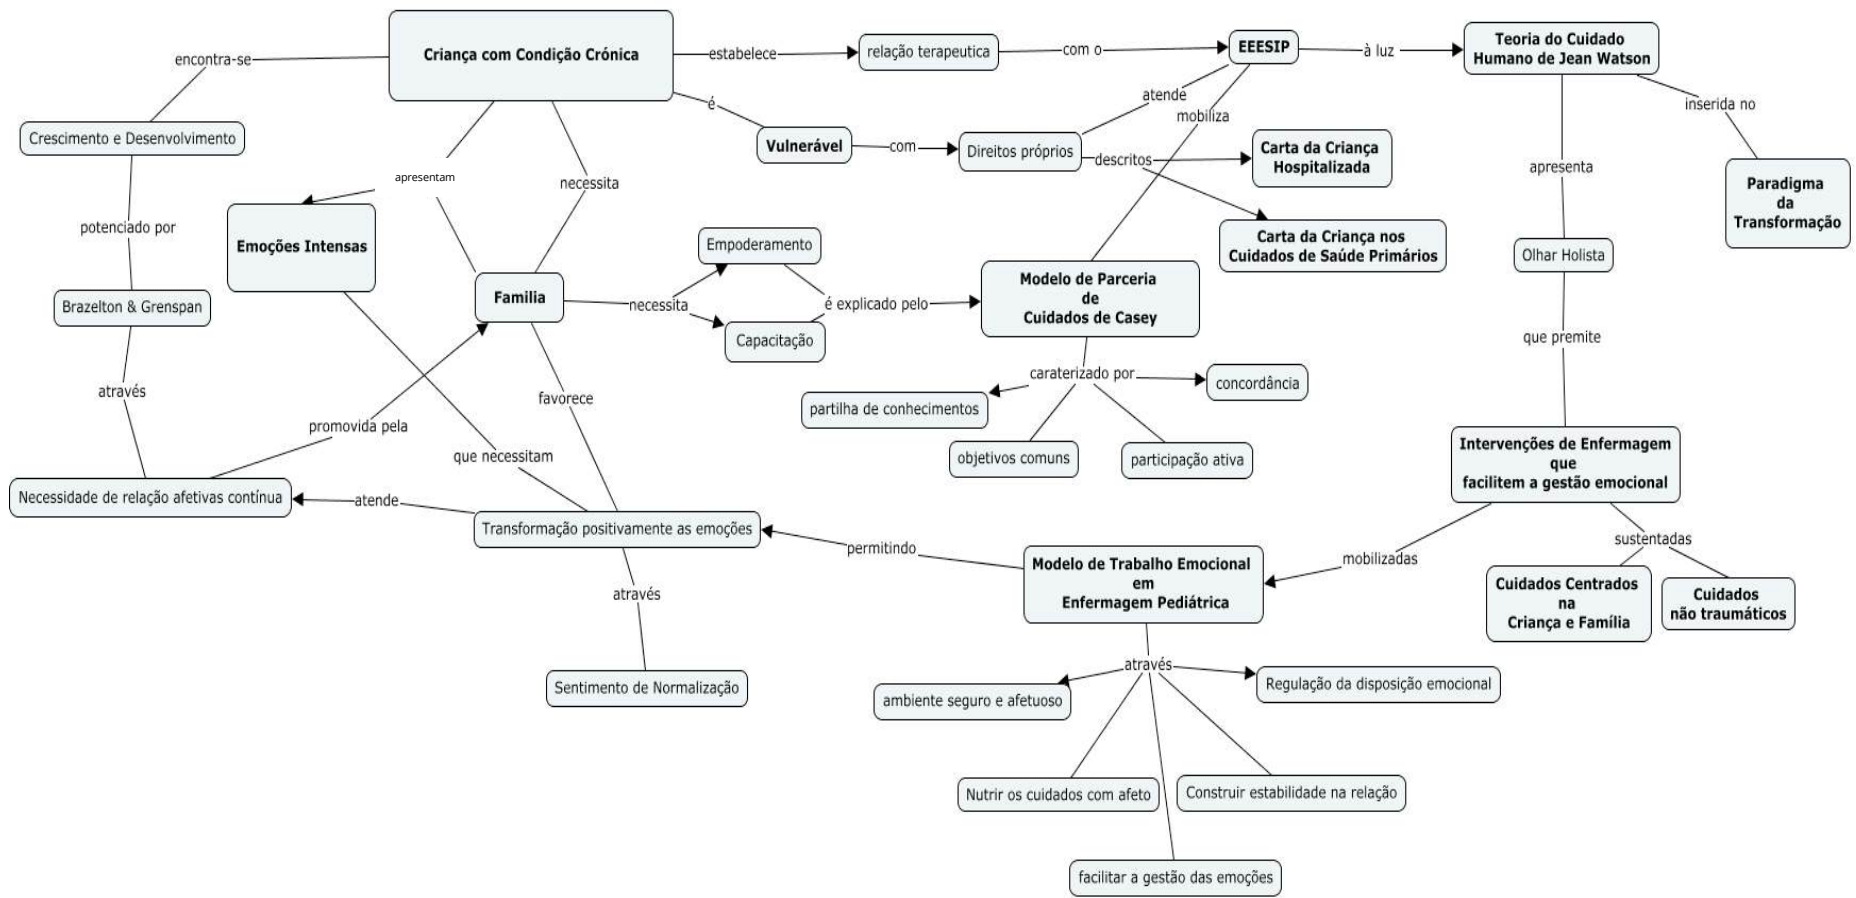 Criança com Condição Crónica
encontra-se
estabelece
relação terapeutica
com o
EEESIP
à luz
Teoria do Cuidado
Humano de Jean Watson
inserida no
Paradigma
da
Transformação
é
Vulnerável
com
Direitos próprios
atende
mobiliza
descritos
Carta da Criança
Hospitalizada
Carta da Criança nos
Cuidados de Saúde Primários
apresenta
Olhar Holista
que premite
Crescimento e Desenvolvimento
potenciado por
Brazelton & Grenspan
através
Necessidade de relação afetivas contínua
apresentam
necessita
Emoções Intensas
Familia
necessita
Empoderamento
Capacitação
é explicado pelo
Modelo de Parceria
de
Cuidados de Casey
caraterizado por
partilha de conhecimentos
objetivos comuns
participação ativa
concordância
promovida pela
favorece
que necessitam
atende
Transformação positivamente as emoções
através
Sentimento de Normalização
permitindo
Modelo de Trabalho Emocional
em
Enfermagem Pediátrica
mobilizadas
Intervenções de Enfermagem
que
facilitem a gestão emocional
sustentadas
Cuidados Centrados
na
Criança e Família
Cuidados
não traumáticos
através
ambiente seguro e afetuoso
Regulação da disposição emocional
Nutrir os cuidados com afeto
Construir estabilidade na relação
facilitar a gestão das emoções